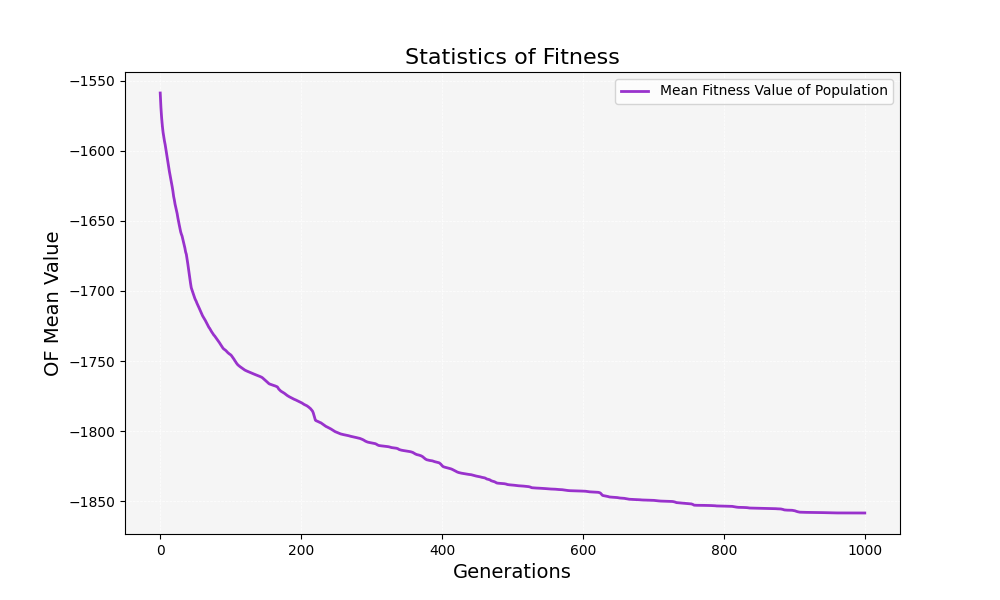 Statistics of Fitness
Mean Fitness Value of Population
OF Mean Value
−1550
−1600
−1650
−1700
−1750
−1800
−1850
0 200 400 600 800 1000
Generations